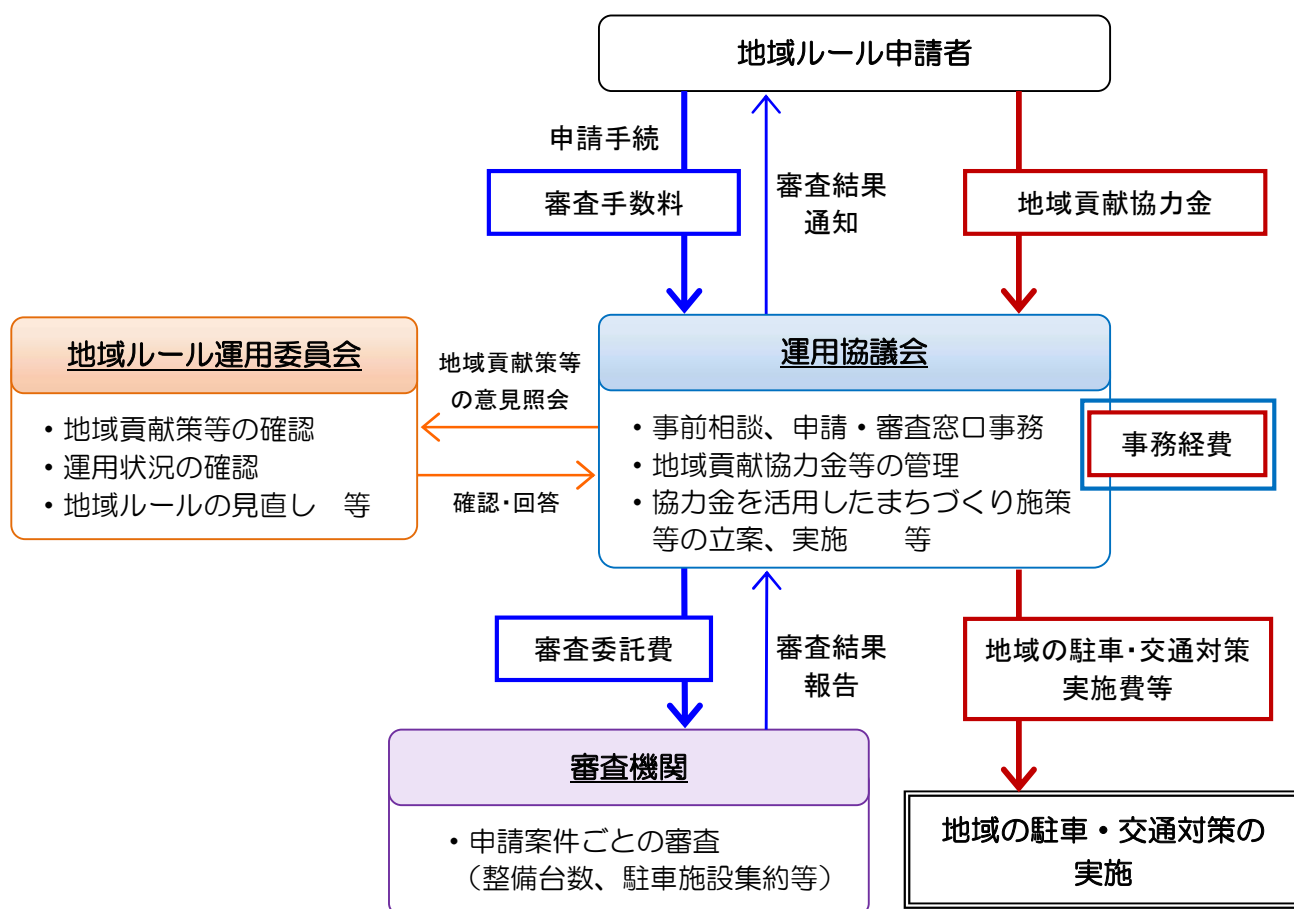 地域ルール申請者
申請手続
審査手数料
審査結果
通知
地域貢献協力金
地域ルール運用委員会
・地域貢献策等の確認
・運用状況の確認
・地域ルールの見直し　等
地域貢献策等
の意見照会
確認・回答
運用協議会
・事前相談、申請・審査窓口事務
・地域貢献協力金等の管理
・協力金を活用したまちづくり施策
等の立案、実施　　等
事務経費
審査委託費
審査結果
報告
地域の駐車・交通対策
実施費等
審査機関
・申請案件ごとの審査
（整備台数、駐車施設集約等）
地域の駐車・交通対策の
実施